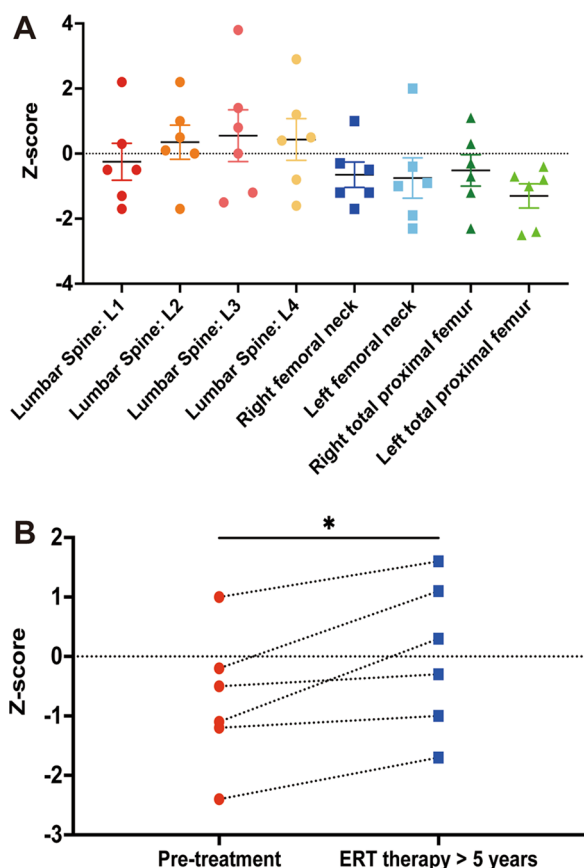 A
Z-score
4
2
0
-2
-4
Lumbar Spine: L1
Lumbar Spine: L2
Lumbar Spine: L3
Lumbar Spine: L4
Right femoral neck
Left femoral neck
Right total proximal femur
Left total proximal femur
B
*
Z-score
2
1
0
-1
-2
-3
Pre-treatment
ERT therapy > 5 years